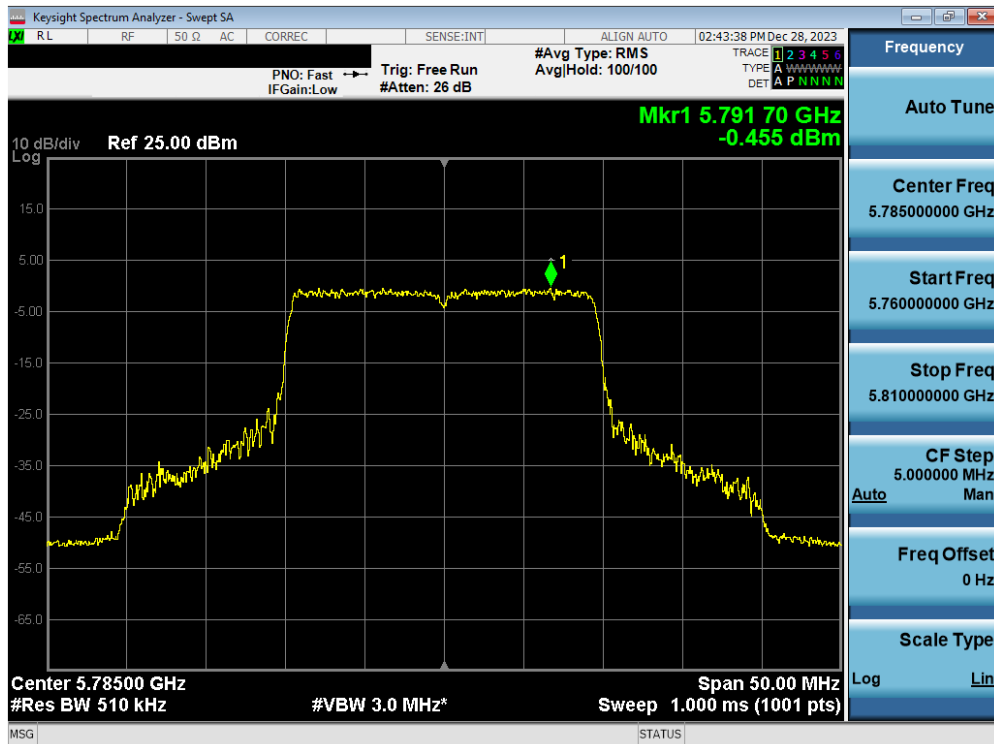 Keysight Spectrum Analyzer - Swept SA
LXI RL RF 50 Ω AC CORREC SENSE:INT ALIGN AUTO 02:43:38 PM Dec 28, 2023
PNO: Fast
IFGain:Low
Trig: Free Run
#Atten: 26 dB
#Avg Type: RMS
Avg|Hold: 100/100
TRACE 1 2 3 4 5 6
TYPE A WWWWW
DET A P N N N N
Mkr1 5.791 70 GHz
-0.455 dBm
10 dB/div Ref 25.00 dBm
Log
15.0
5.00
-5.00
-15.0
-25.0
-35.0
-45.0
-55.0
-65.0
1
Center 5.78500 GHz Span 50.00 MHz
#Res BW 510 kHz #VBW 3.0 MHz* Sweep 1.000 ms (1001 pts)
MSG STATUS
Frequency
Auto Tune
Center Freq
5.785000000 GHz
Start Freq
5.760000000 GHz
Stop Freq
5.810000000 GHz
CF Step
5.000000 MHz
Auto Man
Freq Offset
0 Hz
Scale Type
Log Lin